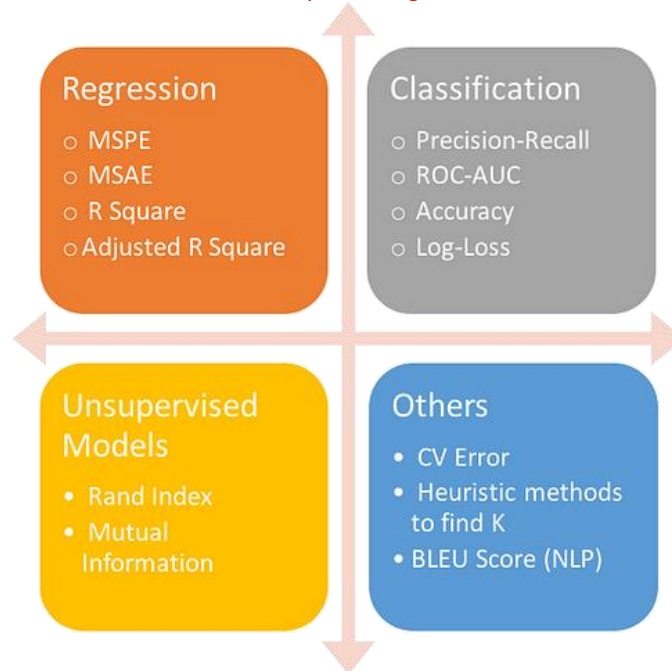 Regression
○ MSPE
○ MSAE
○ R Square
○ Adjusted R Square
Classification
○ Precision-Recall
○ ROC-AUC
○ Accuracy
○ Log-Loss
Unsupervised
Models
• Rand Index
• Mutual
Information
Others
• CV Error
• Heuristic methods
to find K
• BLEU Score (NLP)